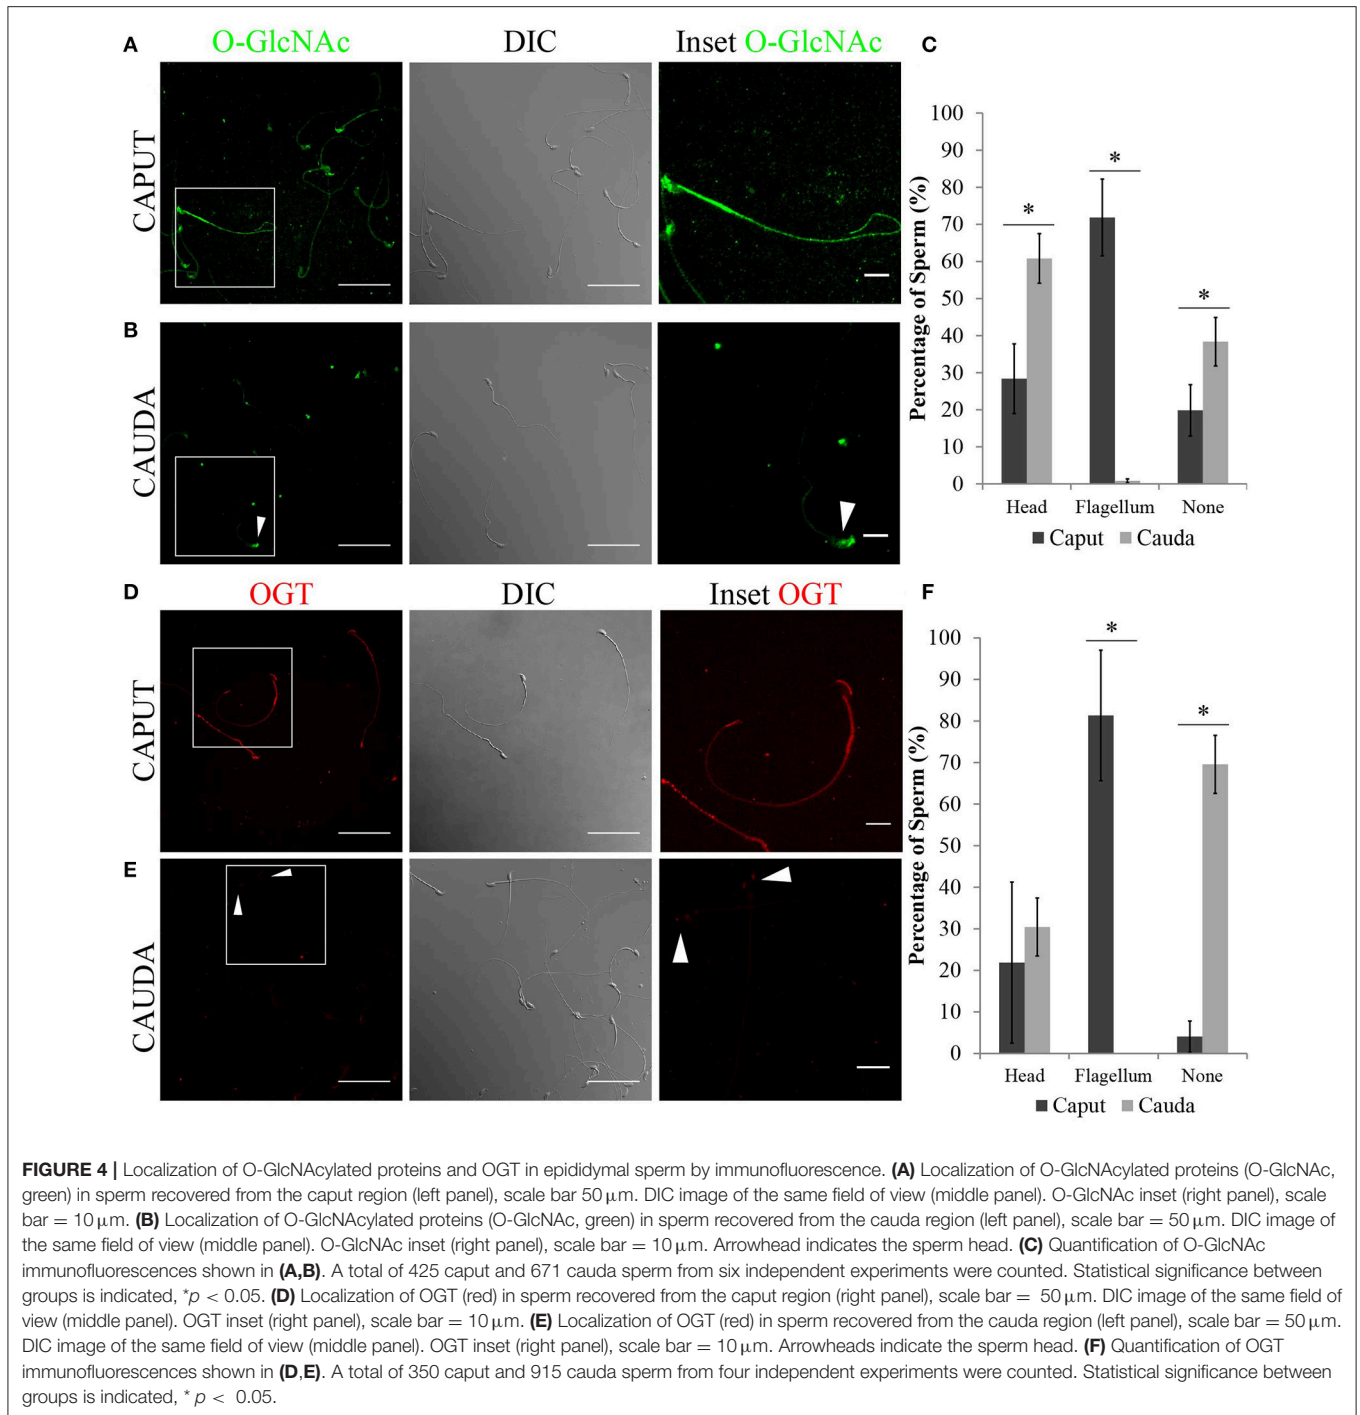 A
O-GlcNAc
DIC
Inset O-GlcNAc
CAPUT
B
CAUDA
C
100
90
80
70
60
50
40
30
20
10
0
Percentage of Sperm (%)
*
*
*
Head
Flagellum
None
Caput
Cauda
D
OGT
DIC
Inset OGT
CAPUT
E
CAUDA
F
100
90
80
70
60
50
40
30
20
10
0
Percentage of Sperm (%)
*
*
Head
Flagellum
None
Caput
Cauda
FIGURE 4 | Localization of O-GlcNAcylated proteins and OGT in epididymal sperm by immunofluorescence. (A) Localization of O-GlcNAcylated proteins (O-GlcNAc,
green) in sperm recovered from the caput region (left panel), scale bar 50 μm. DIC image of the same field of view (middle panel). O-GlcNAc inset (right panel), scale
bar = 10 μm. (B) Localization of O-GlcNAcylated proteins (O-GlcNAc, green) in sperm recovered from the cauda region (left panel), scale bar = 50 μm. DIC image of
the same field of view (middle panel). O-GlcNAc inset (right panel), scale bar = 10 μm. Arrowhead indicates the sperm head. (C) Quantification of O-GlcNAc
immunofluorescences shown in (A,B). A total of 425 caput and 671 cauda sperm from six independent experiments were counted. Statistical significance between
groups is indicated, *p < 0.05. (D) Localization of OGT (red) in sperm recovered from the caput region (right panel), scale bar = 50 μm. DIC image of the same field of
view (middle panel). OGT inset (right panel), scale bar = 10 μm. (E) Localization of OGT (red) in sperm recovered from the cauda region (left panel), scale bar = 50 μm.
DIC image of the same field of view (middle panel). OGT inset (right panel), scale bar = 10 μm. Arrowheads indicate the sperm head. (F) Quantification of OGT
immunofluorescences shown in (D,E). A total of 350 caput and 915 cauda sperm from four independent experiments were counted. Statistical significance between
groups is indicated, * p < 0.05.